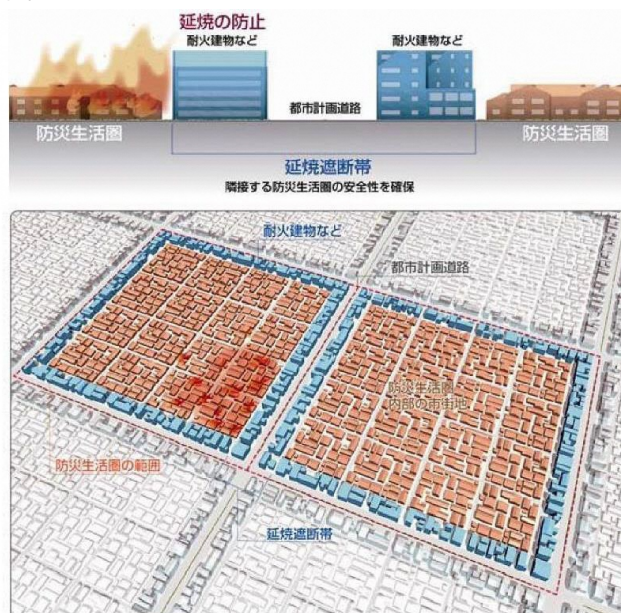 延焼の防止
耐火建物など
耐火建物など
都市計画道路
防災生活圏
防災生活圏
延焼遮断帯
隣接する防災生活圏の安全性を確保
耐火建物など
都市計画道路
防災生活圏
内部の市街地
防災生活圏の範囲
延焼遮断帯